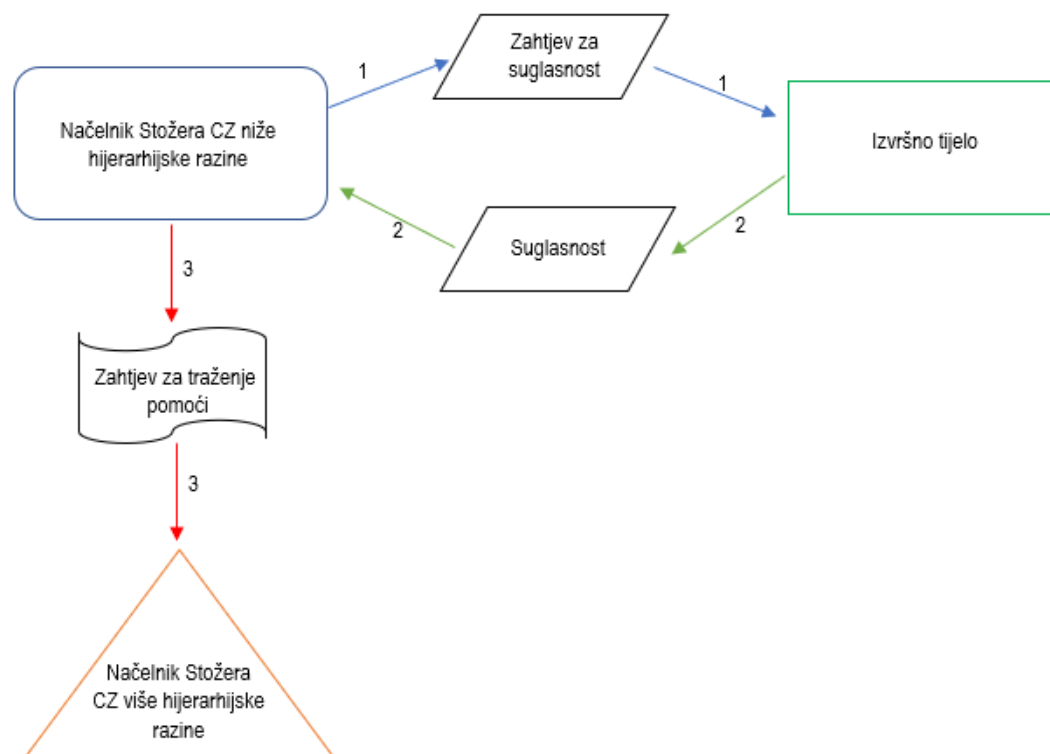 Zahtjev za
suglasnost
1
1
Načelnik Stožera CZ niže
hijerarhijske razine
Izvršno tijelo
2
2
Suglasnost
3
Zahtjev za traženje
pomoći
3
Načelnik Stožera
CZ više hijerarhijske
razine